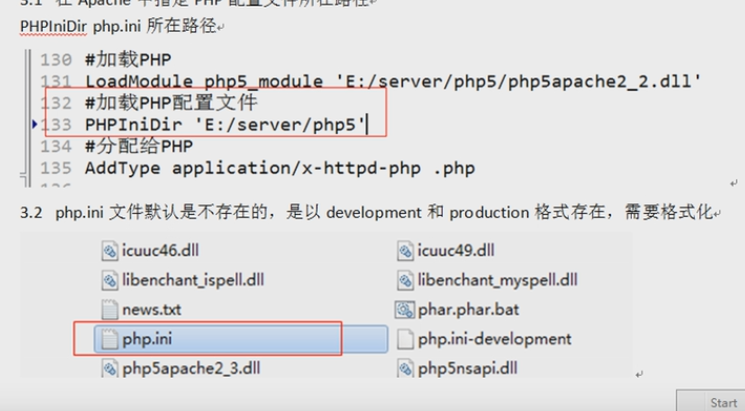 3.1 在 Apache 中指定 PHP 配置文件所在路径
PHPIniDir php.ini 所在路径
130 #加载PHP
131 LoadModule php5_module 'E:/server/php5/php5apache2_2.dll'
132 #加载PHP配置文件
133 PHPIniDir 'E:/server/php5'
134 #分配给PHP
135 AddType application/x-httpd-php .php
3.2 php.ini 文件默认是不存在的，是以 development 和 production 格式存在，需要格式化
icuuc46.dll icuuc49.dll
libenchant_ispell.dll libenchant_myspell.dll
news.txt phar.phar.bat
php.ini php.ini-development
php5apache2_3.dll php5nsapi.dll
Start